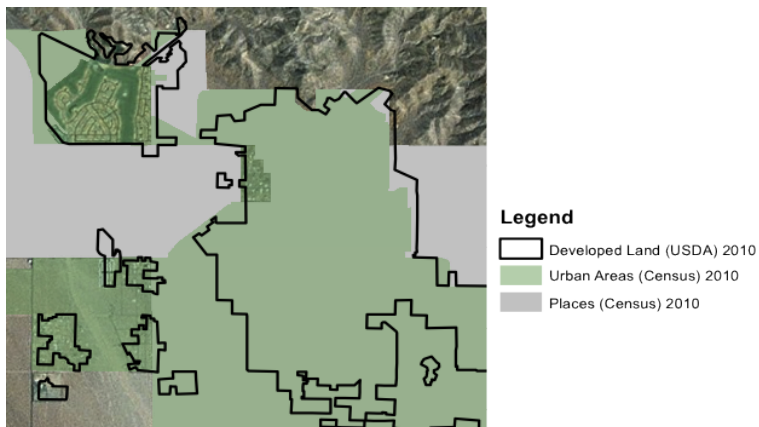 Legend
Developed Land (USDA) 2010
Urban Areas (Census) 2010
Places (Census) 2010